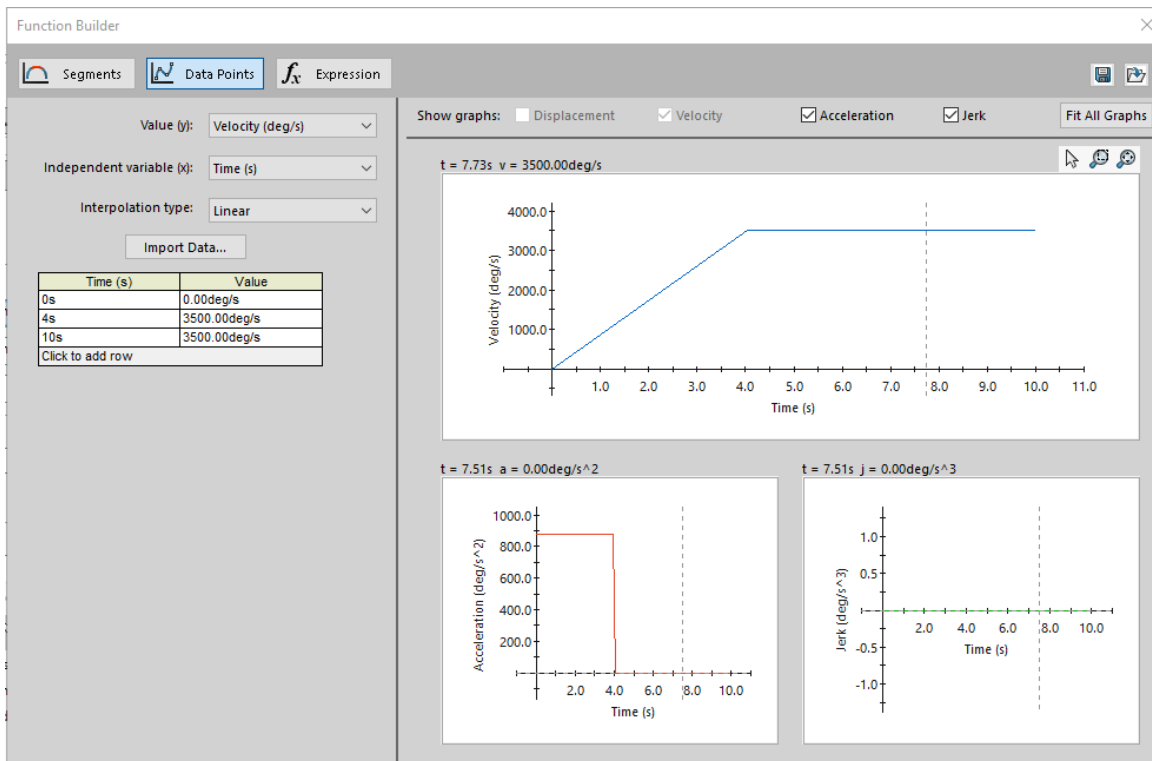 Function Builder
Segments Data Points fx Expression
Value (y): Velocity (deg/s)
Independent variable (x): Time (s)
Interpolation type: Linear
Import Data...
Time (s) Value
0s 0.00deg/s
4s 3500.00deg/s
10s 3500.00deg/s
Click to add row
Show graphs: Displacement Velocity Acceleration Jerk Fit All Graphs
t = 7.73s v = 3500.00deg/s
4000.0
3000.0
2000.0
1000.0
Velocity (deg/s)
1.0 2.0 3.0 4.0 5.0 6.0 7.0 8.0 9.0 10.0 11.0
Time (s)
t = 7.51s a = 0.00deg/s^2
1000.0
800.0
600.0
400.0
200.0
Acceleration (deg/s^2)
2.0 4.0 6.0 8.0 10.0
Time (s)
t = 7.51s j = 0.00deg/s^3
1.0
0.5
-0.5
-1.0
Jerk (deg/s^3)
2.0 4.0 6.0 8.0 10.0
Time (s)